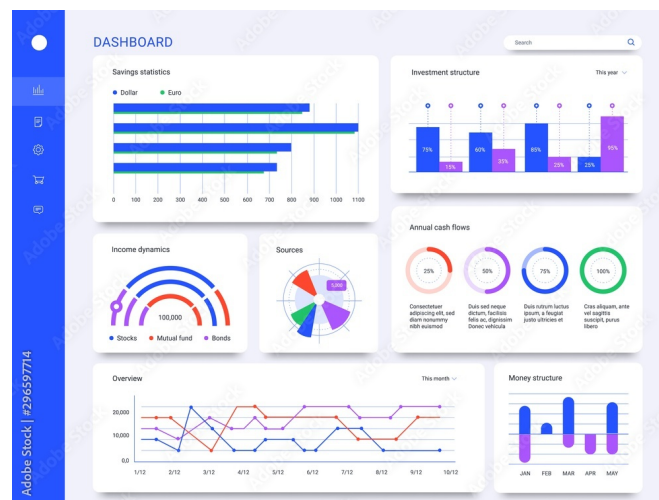 DASHBOARD
Search
Savings statistics
Dollar
Euro
0 100 200 300 400 500 600 700 800 900 1000 1100
Investment structure
This year
75%
15%
60%
35%
85%
25%
25%
95%
Income dynamics
100,000
Stocks
Mutual fund
Bonds
Sources
5,000
Annual cash flows
25%
50%
75%
100%
Consectetuer
adipiscing elit, sed
diam nonummy
nibh euismod
Duis sed neque
dictum, facilisis
felis ac, dignissim
Donec vehicula
Duis rutrum luctus
ipsum, a feugiat
justo ultricies et
Cras aliquam, ante
vel sagittis
suscipit, purus
libero
Overview
This month
20,000
10,000
0,0
1/12 2/12 3/12 4/12 5/12 6/12 7/12 8/12 9/12 10/12
Money structure
JAN FEB MAR APR MAY
Adobe Stock | #296597714